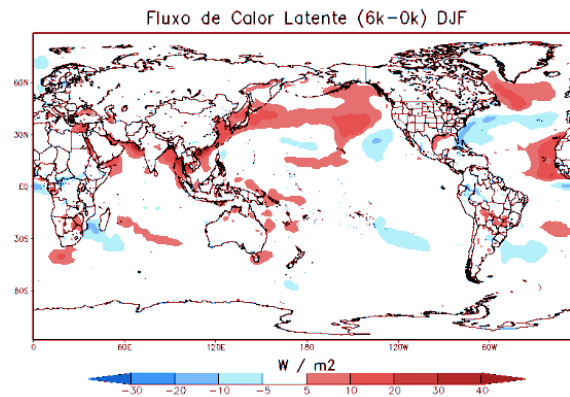 Fluxo de Calor Latente (6k-0k) DJF
60N
30N
EQ
30S
60S
0 60E 120E 180 120W 60W
W / m2
-30 -20 -10 -5 5 10 20 30 40